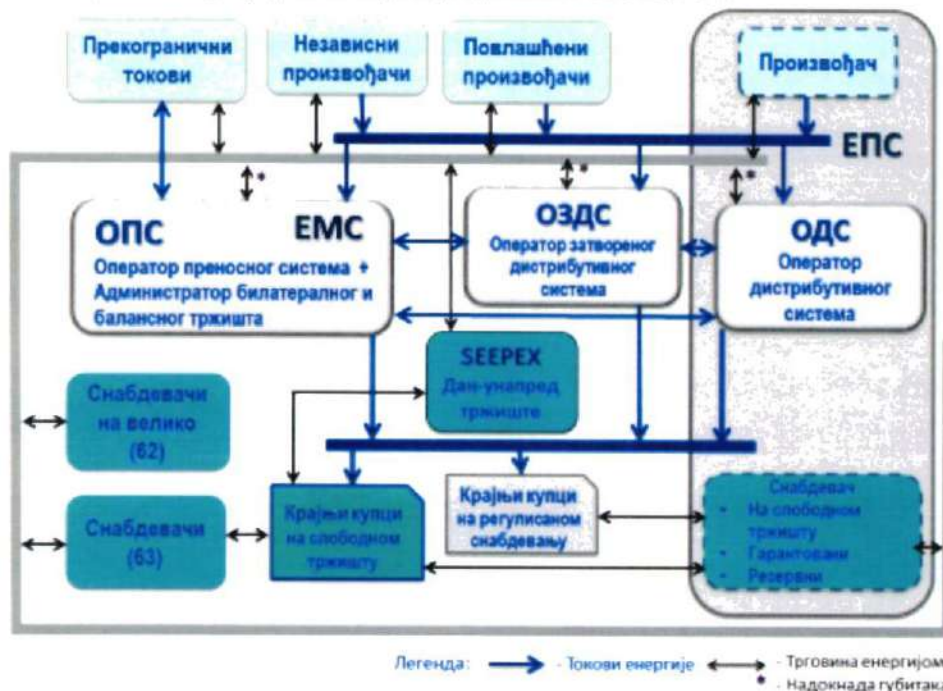 Прекогранични
токови
Независни
произвођачи
Повлашћени
произвођачи
Произвођач
ЕПС
*
*
*
ОПС
ЕМС
Оператор преносног система +
Администратор билатералног и
балансног тржишта
ОЗДС
Оператор затвореног
дистрибутивног
система
ОДС
Оператор
дистрибутивног
система
SEEPEX
Дан-унапред
тржиште
Снабдевачи
на велико
(62)
Снабдевачи
(63)
Крајњи купци
на слободном
тржишту
Крајњи купци
на регулисаном
снабдевању
Снабдевач
- На слободном
тржишту
- Гарантовани
- Резервни
Легенда: - Токови енергије - Трговина енергијом
* - Надокнада губитака